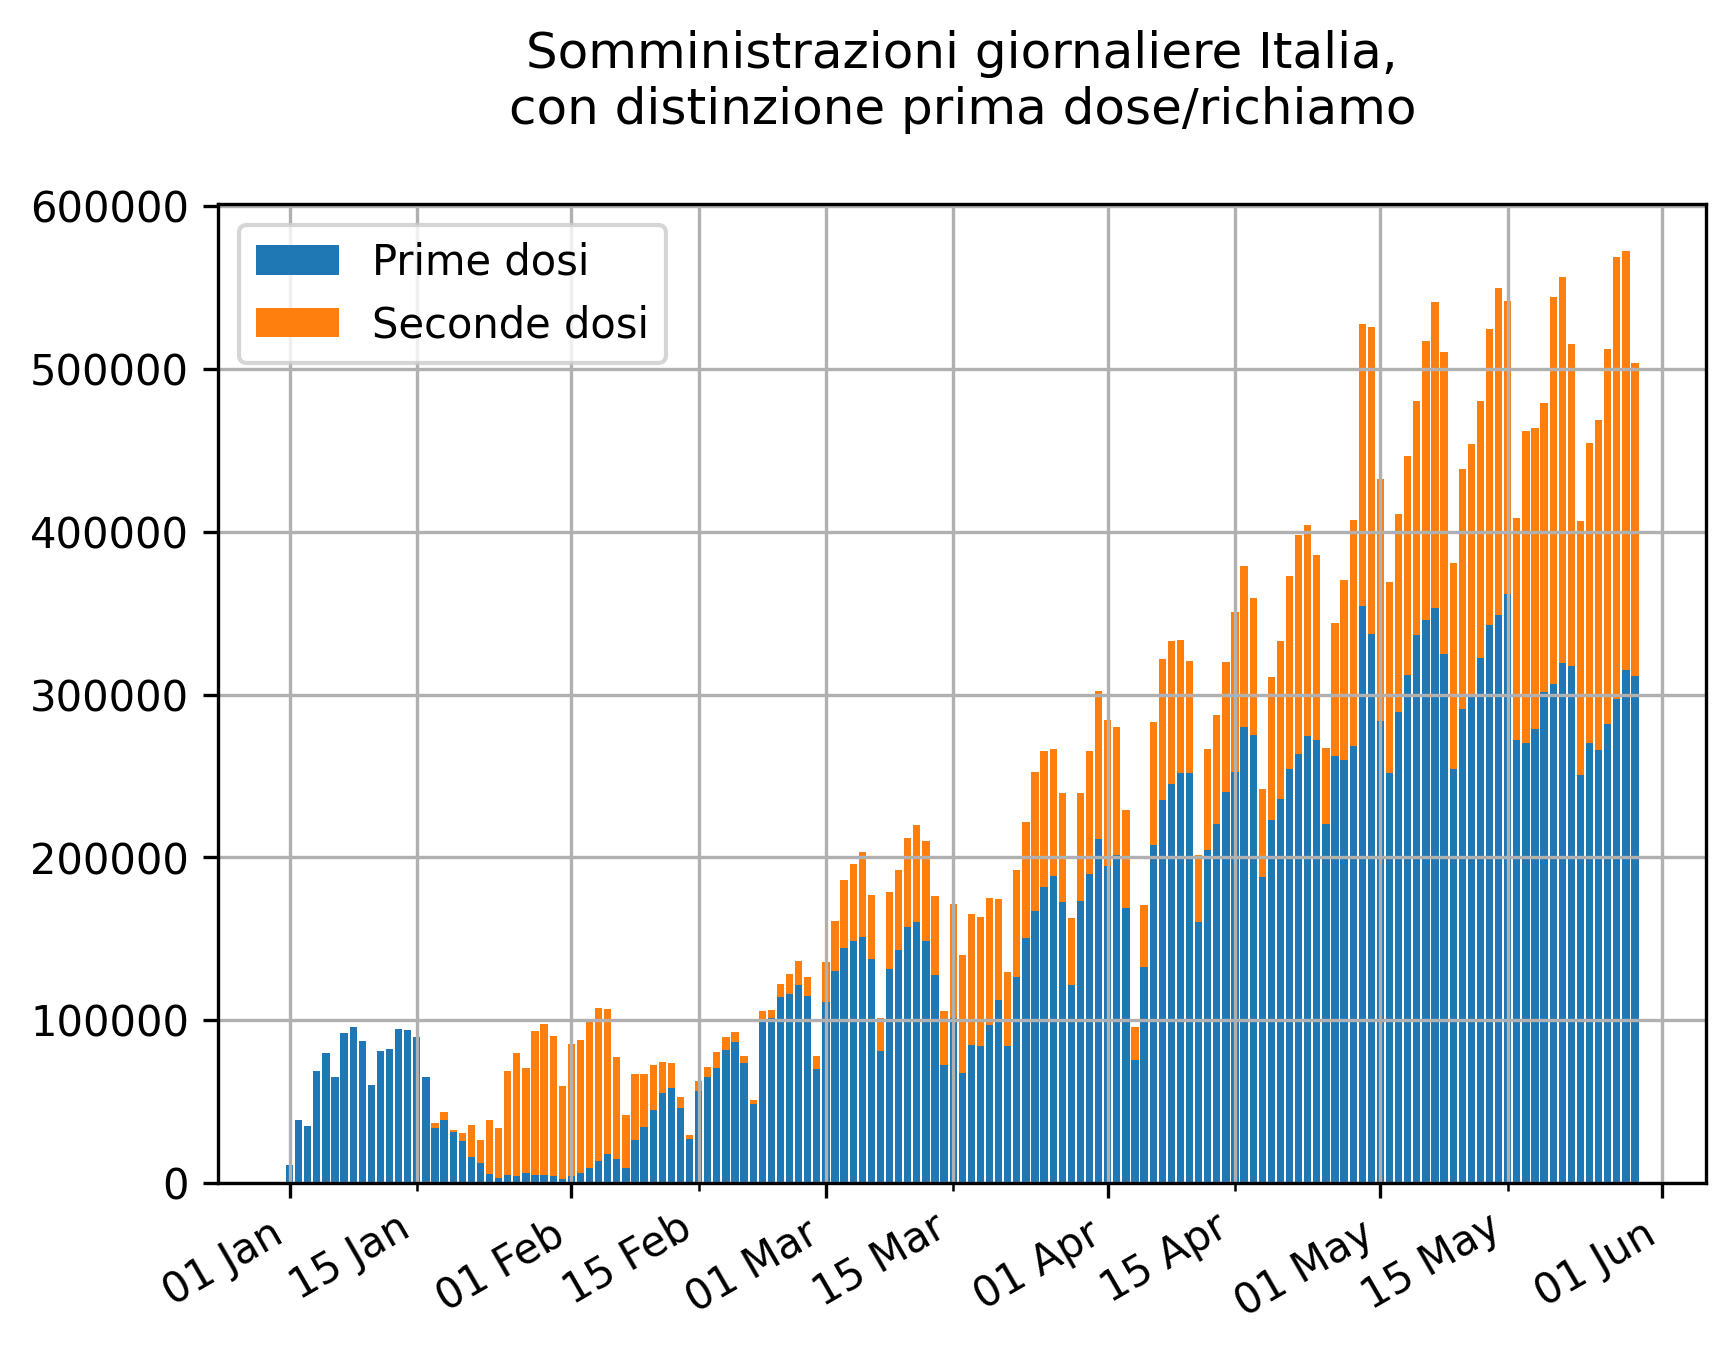 Somministrazioni giornaliere Italia,
con distinzione prima dose/richiamo
600000
500000
400000
300000
200000
100000
0
Prime dosi
Seconde dosi
01 Jan
15 Jan
01 Feb
15 Feb
01 Mar
15 Mar
01 Apr
15 Apr
01 May
15 May
01 Jun